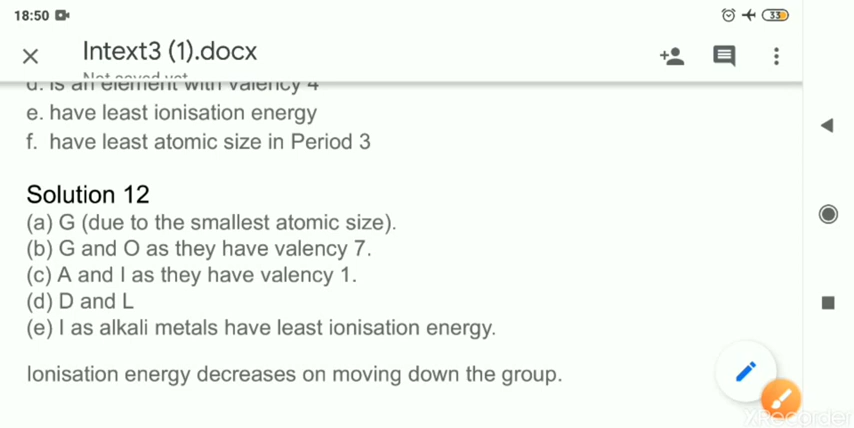 18:50
33
Intext3 (1).docx
Not saved yet
d. is an element with valency 4
e. have least ionisation energy
f. have least atomic size in Period 3
Solution 12
(a) G (due to the smallest atomic size).
(b) G and O as they have valency 7.
(c) A and I as they have valency 1.
(d) D and L
(e) I as alkali metals have least ionisation energy.
Ionisation energy decreases on moving down the group.
XRecorder